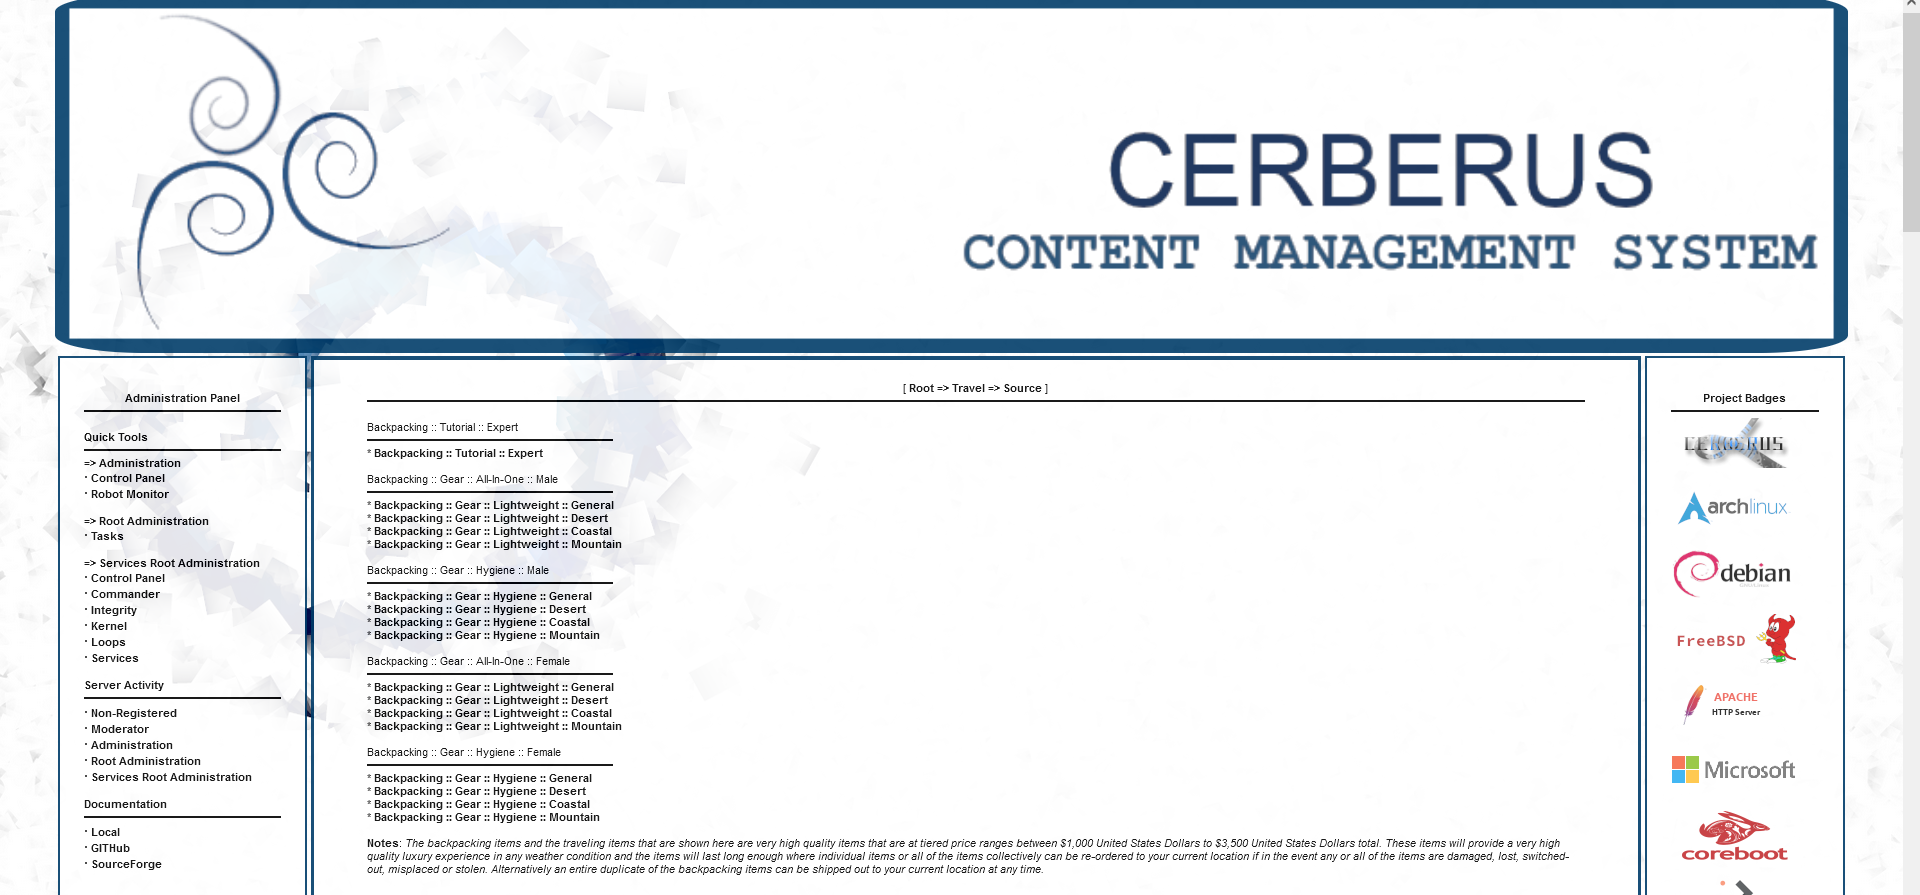 CERBERUS
CONTENT MANAGEMENT SYSTEM
Administration Panel
Quick Tools
=> Administration
· Control Panel
· Robot Monitor
=> Root Administration
· Tasks
=> Services Root Administration
· Control Panel
· Commander
· Integrity
· Kernel
· Loops
· Services
Server Activity
· Non-Registered
· Moderator
· Administration
· Root Administration
· Services Root Administration
Documentation
· Local
· GITHub
· SourceForge
[ Root => Travel => Source ]
Backpacking :: Tutorial :: Expert
* Backpacking :: Tutorial :: Expert
Backpacking :: Gear :: All-In-One :: Male
* Backpacking :: Gear :: Lightweight :: General
* Backpacking :: Gear :: Lightweight :: Desert
* Backpacking :: Gear :: Lightweight :: Coastal
* Backpacking :: Gear :: Lightweight :: Mountain
Backpacking :: Gear :: Hygiene :: Male
* Backpacking :: Gear :: Hygiene :: General
* Backpacking :: Gear :: Hygiene :: Desert
* Backpacking :: Gear :: Hygiene :: Coastal
* Backpacking :: Gear :: Hygiene :: Mountain
Backpacking :: Gear :: All-In-One :: Female
* Backpacking :: Gear :: Lightweight :: General
* Backpacking :: Gear :: Lightweight :: Desert
* Backpacking :: Gear :: Lightweight :: Coastal
* Backpacking :: Gear :: Lightweight :: Mountain
Backpacking :: Gear :: Hygiene :: Female
* Backpacking :: Gear :: Hygiene :: General
* Backpacking :: Gear :: Hygiene :: Desert
* Backpacking :: Gear :: Hygiene :: Coastal
* Backpacking :: Gear :: Hygiene :: Mountain
Notes: The backpacking items and the traveling items that are shown here are very high quality items that are at tiered price ranges between $1,000 United States Dollars to $3,500 United States Dollars total. These items will provide a very high
quality luxury experience in any weather condition and the items will last long enough where individual items or all of the items collectively can be re-ordered to your current location if in the event any or all of the items are damaged, lost, switched-
out, misplaced or stolen. Alternatively an entire duplicate of the backpacking items can be shipped out to your current location at any time.
Project Badges
CERBERUS
archlinux
debian
FreeBSD
APACHE
HTTP Server
Microsoft
coreboot